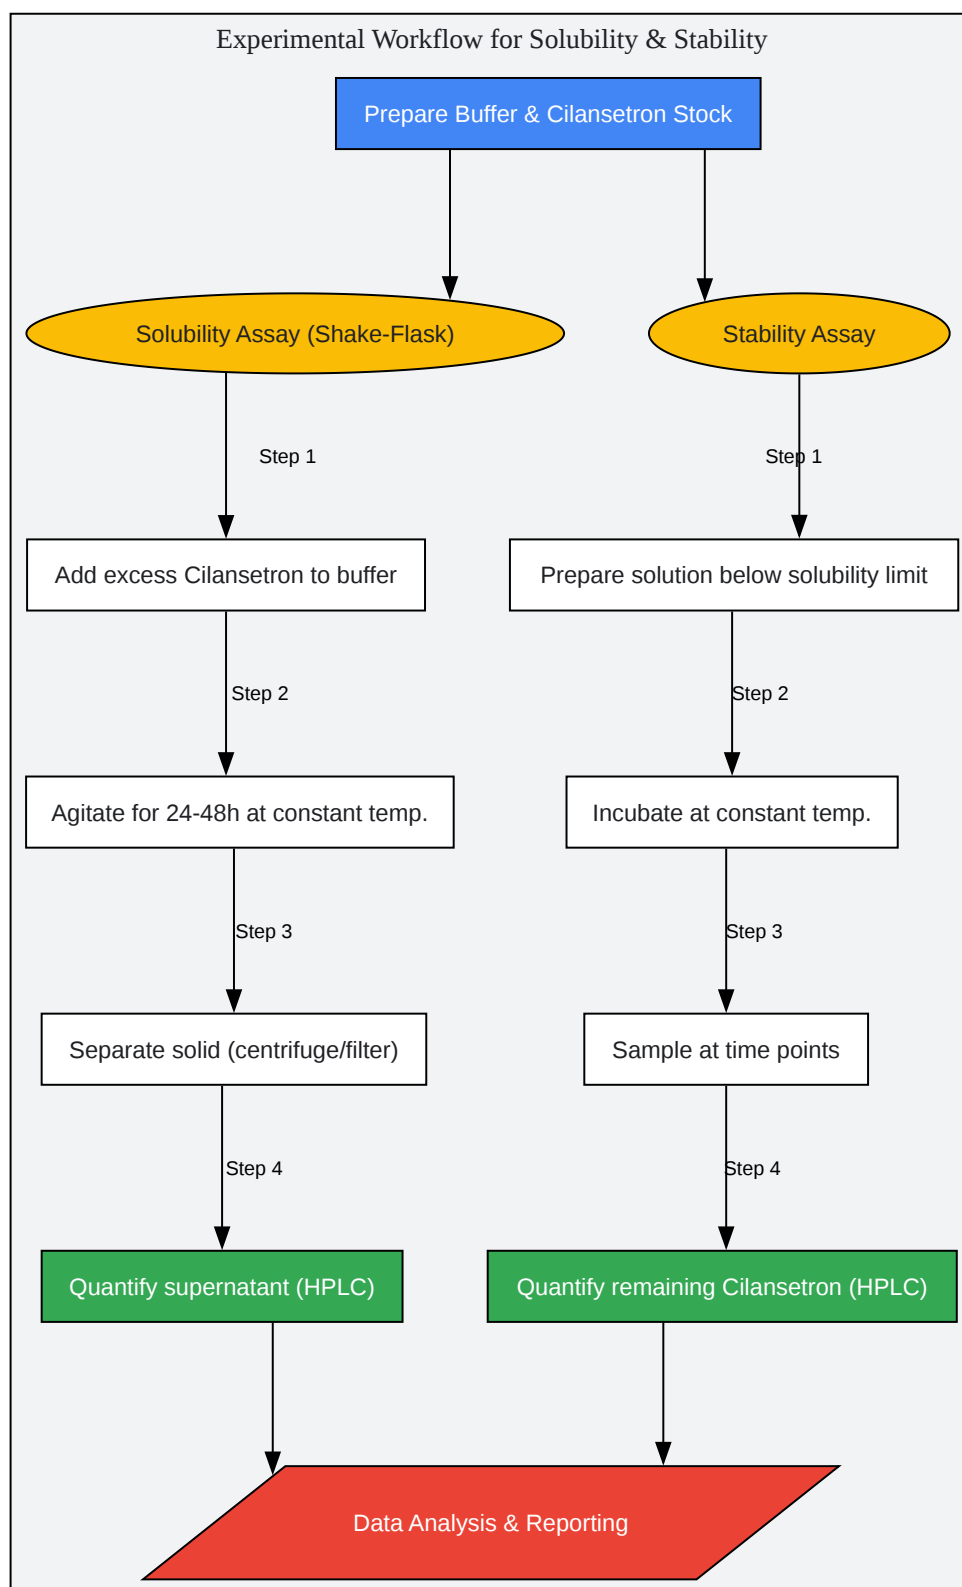 Experimental Workflow for Solubility & Stability
Prepare Buffer & Cilansetron Stock
Solubility Assay (Shake-Flask)
Stability Assay
Step 1
Step 1
Add excess Cilansetron to buffer
Prepare solution below solubility limit
Step 2
Step 2
Agitate for 24-48h at constant temp.
Incubate at constant temp.
Step 3
Step 3
Separate solid (centrifuge/filter)
Sample at time points
Step 4
Step 4
Quantify supernatant (HPLC)
Quantify remaining Cilansetron (HPLC)
Data Analysis & Reporting